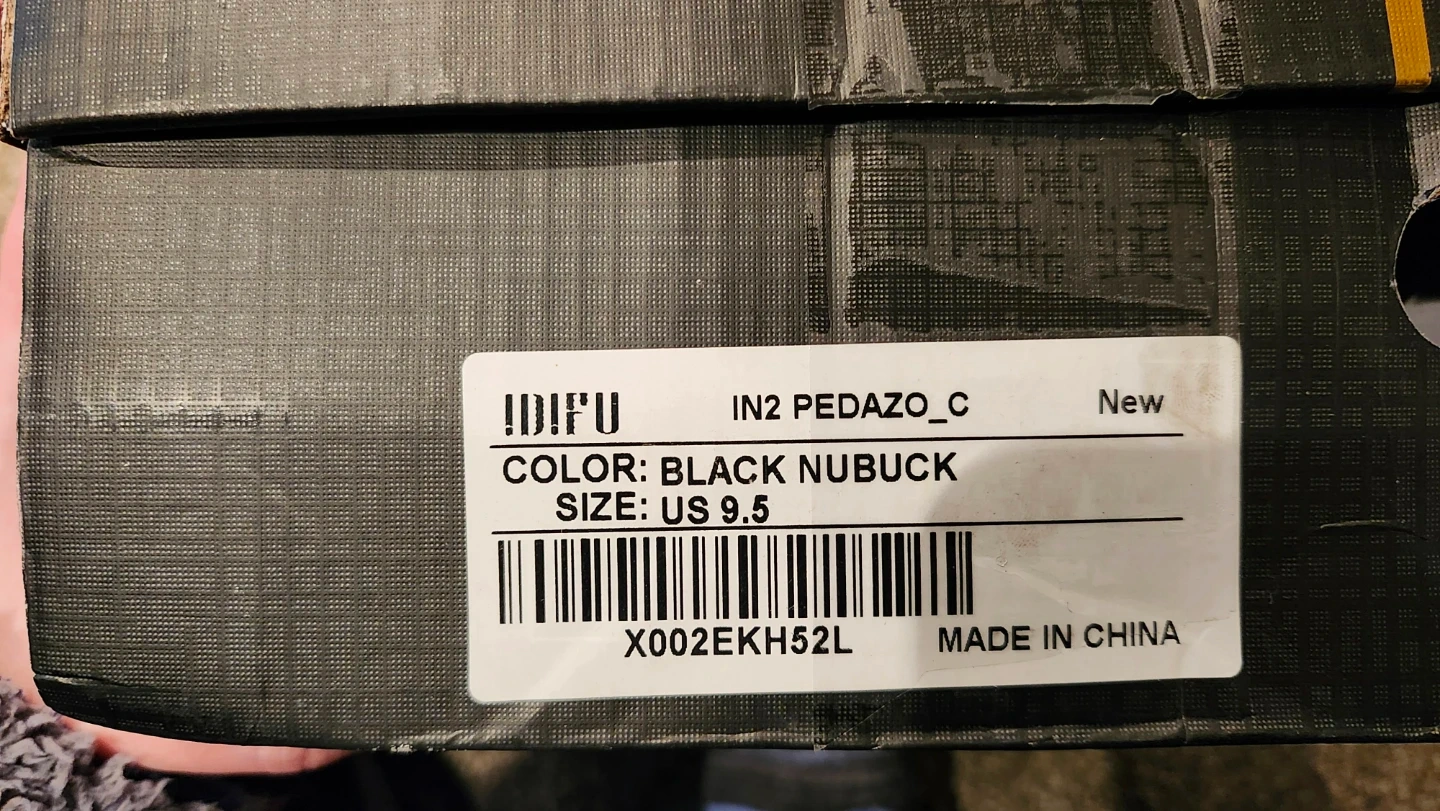 IDIFU IN2 PEDAZO_C New
COLOR: BLACK NUBUCK
SIZE: US 9.5
X002EKH52L MADE IN CHINA